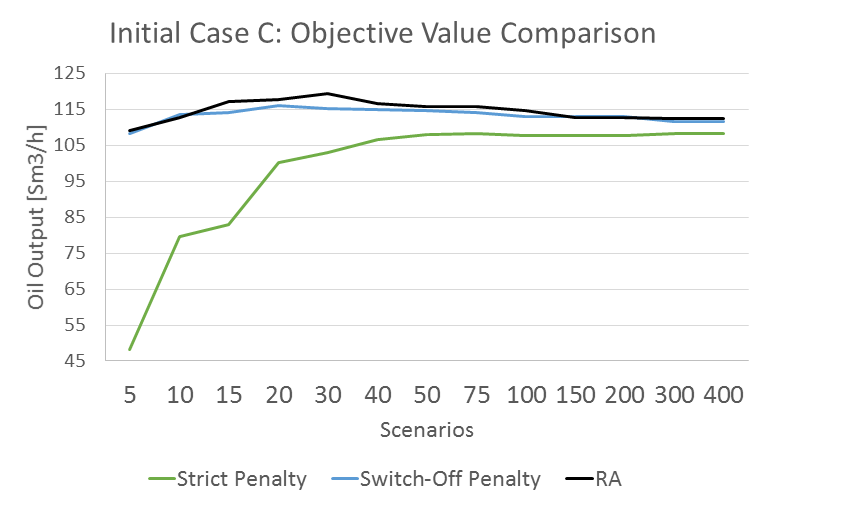 Initial Case C: Objective Value Comparison
125
115
105
95
85
75
65
55
45
Oil Output [Sm3/h]
5 10 15 20 30 40 50 75 100 150 200 300 400
Scenarios
Strict Penalty Switch-Off Penalty RA